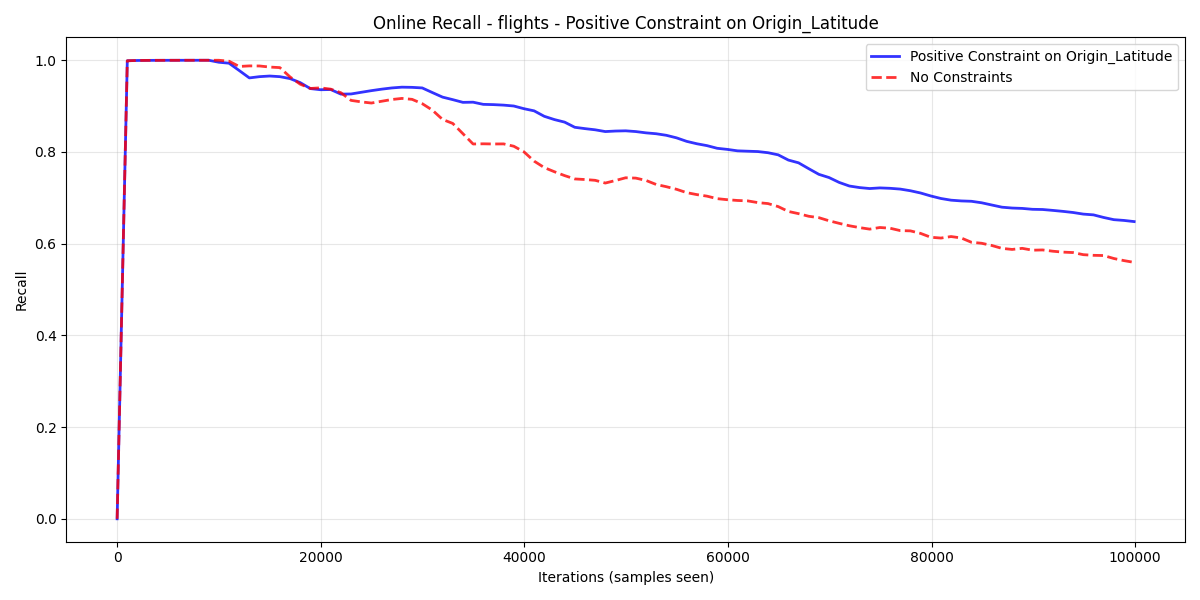 Online Recall - flights - Positive Constraint on Origin_Latitude
Positive Constraint on Origin_Latitude
No Constraints
1.0
0.8
0.6
0.4
0.2
0.0
Recall
0
20000
40000
60000
80000
100000
Iterations (samples seen)